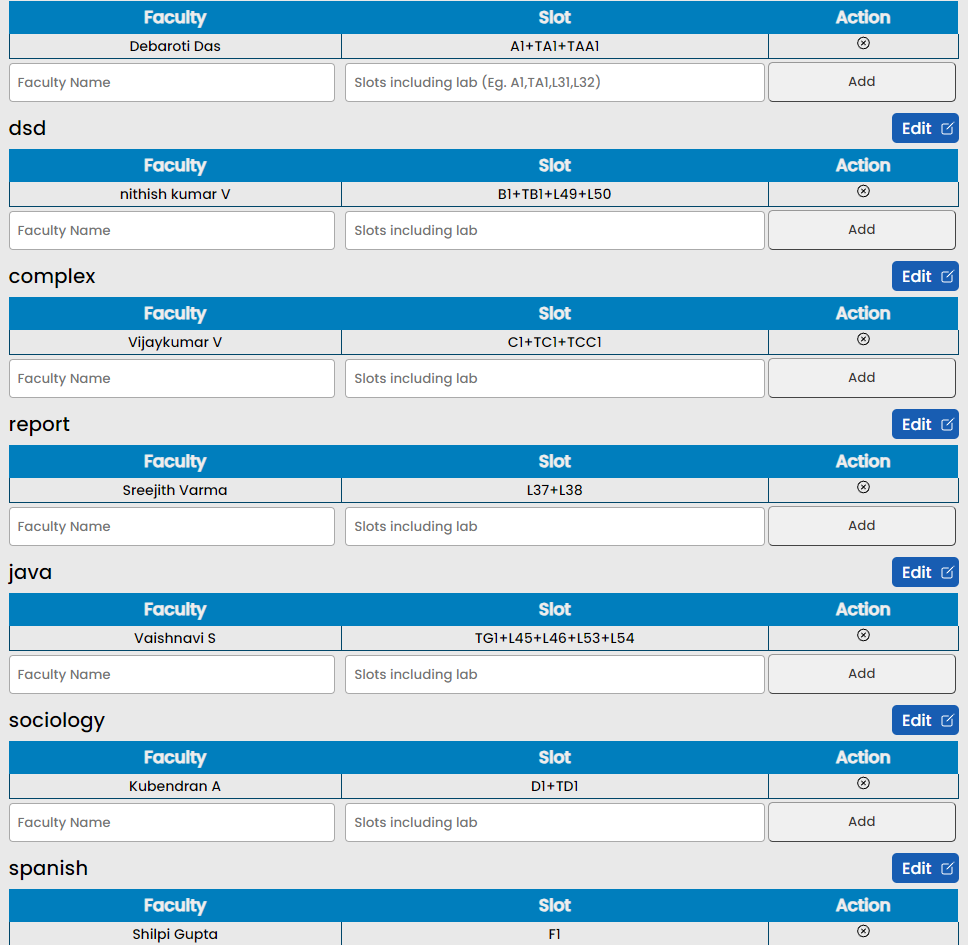 Faculty Slot Action
Debaroti Das A1+TA1+TAA1
Faculty Name Slots including lab (Eg. A1,TA1,L31,L32) Add
dsd Edit
Faculty Slot Action
nithish kumar V B1+TB1+L49+L50
Faculty Name Slots including lab Add
complex Edit
Faculty Slot Action
Vijaykumar V C1+TC1+TCC1
Faculty Name Slots including lab Add
report Edit
Faculty Slot Action
Sreejith Varma L37+L38
Faculty Name Slots including lab Add
java Edit
Faculty Slot Action
Vaishnavi S TG1+L45+L46+L53+L54
Faculty Name Slots including lab Add
sociology Edit
Faculty Slot Action
Kubendran A D1+TD1
Faculty Name Slots including lab Add
spanish Edit
Faculty Slot Action
Shilpi Gupta F1